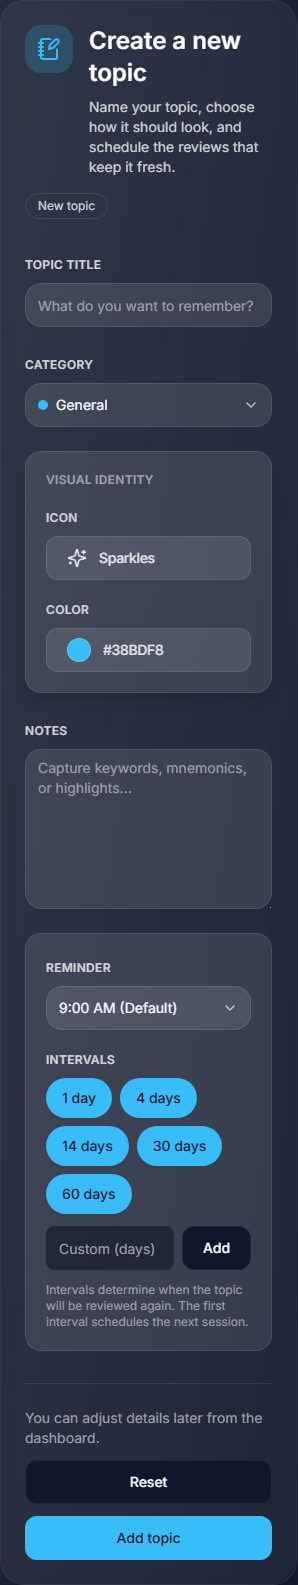 Create a new
topic
Name your topic, choose
how it should look, and
schedule the reviews that
keep it fresh.
New topic
TOPIC TITLE
What do you want to remember?
CATEGORY
General
VISUAL IDENTITY
ICON
Sparkles
COLOR
#38BDF8
NOTES
Capture keywords, mnemonics,
or highlights...
REMINDER
9:00 AM (Default)
INTERVALS
1 day
4 days
14 days
30 days
60 days
Custom (days)
Add
Intervals determine when the topic
will be reviewed again. The first
interval schedules the next session.
You can adjust details later from the
dashboard.
Reset
Add topic